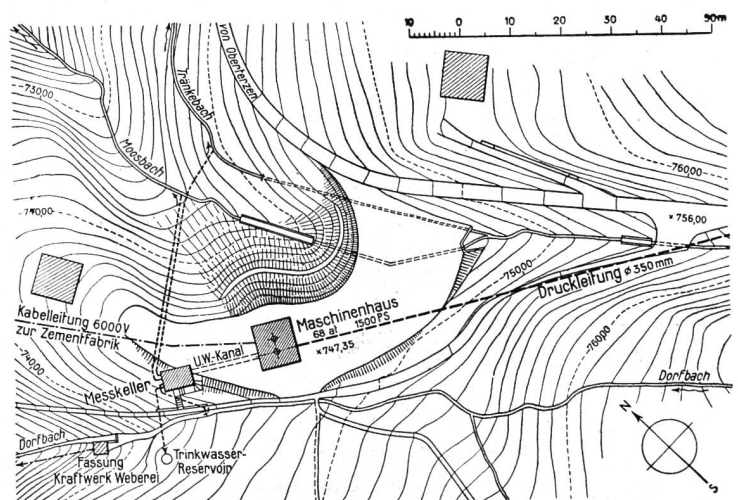 10 0 10 20 30 40 50m
von Oberterzen
Tränkebach
730,00
Moosbach
760,00
740,00
× 756,00
750,00
Druckleitung ø 350 mm
Maschinenhaus
68 a! 1500 PS
Kabelleitung 6000 V
zur Zementfabrik
U.W.-Kanal
×747,35
760,00
740,00
Messkeller
Dorfbach
Dorfbach
N
S
Fassung
Kraftwerk Weberei
Trinkwasser-
Reservoir